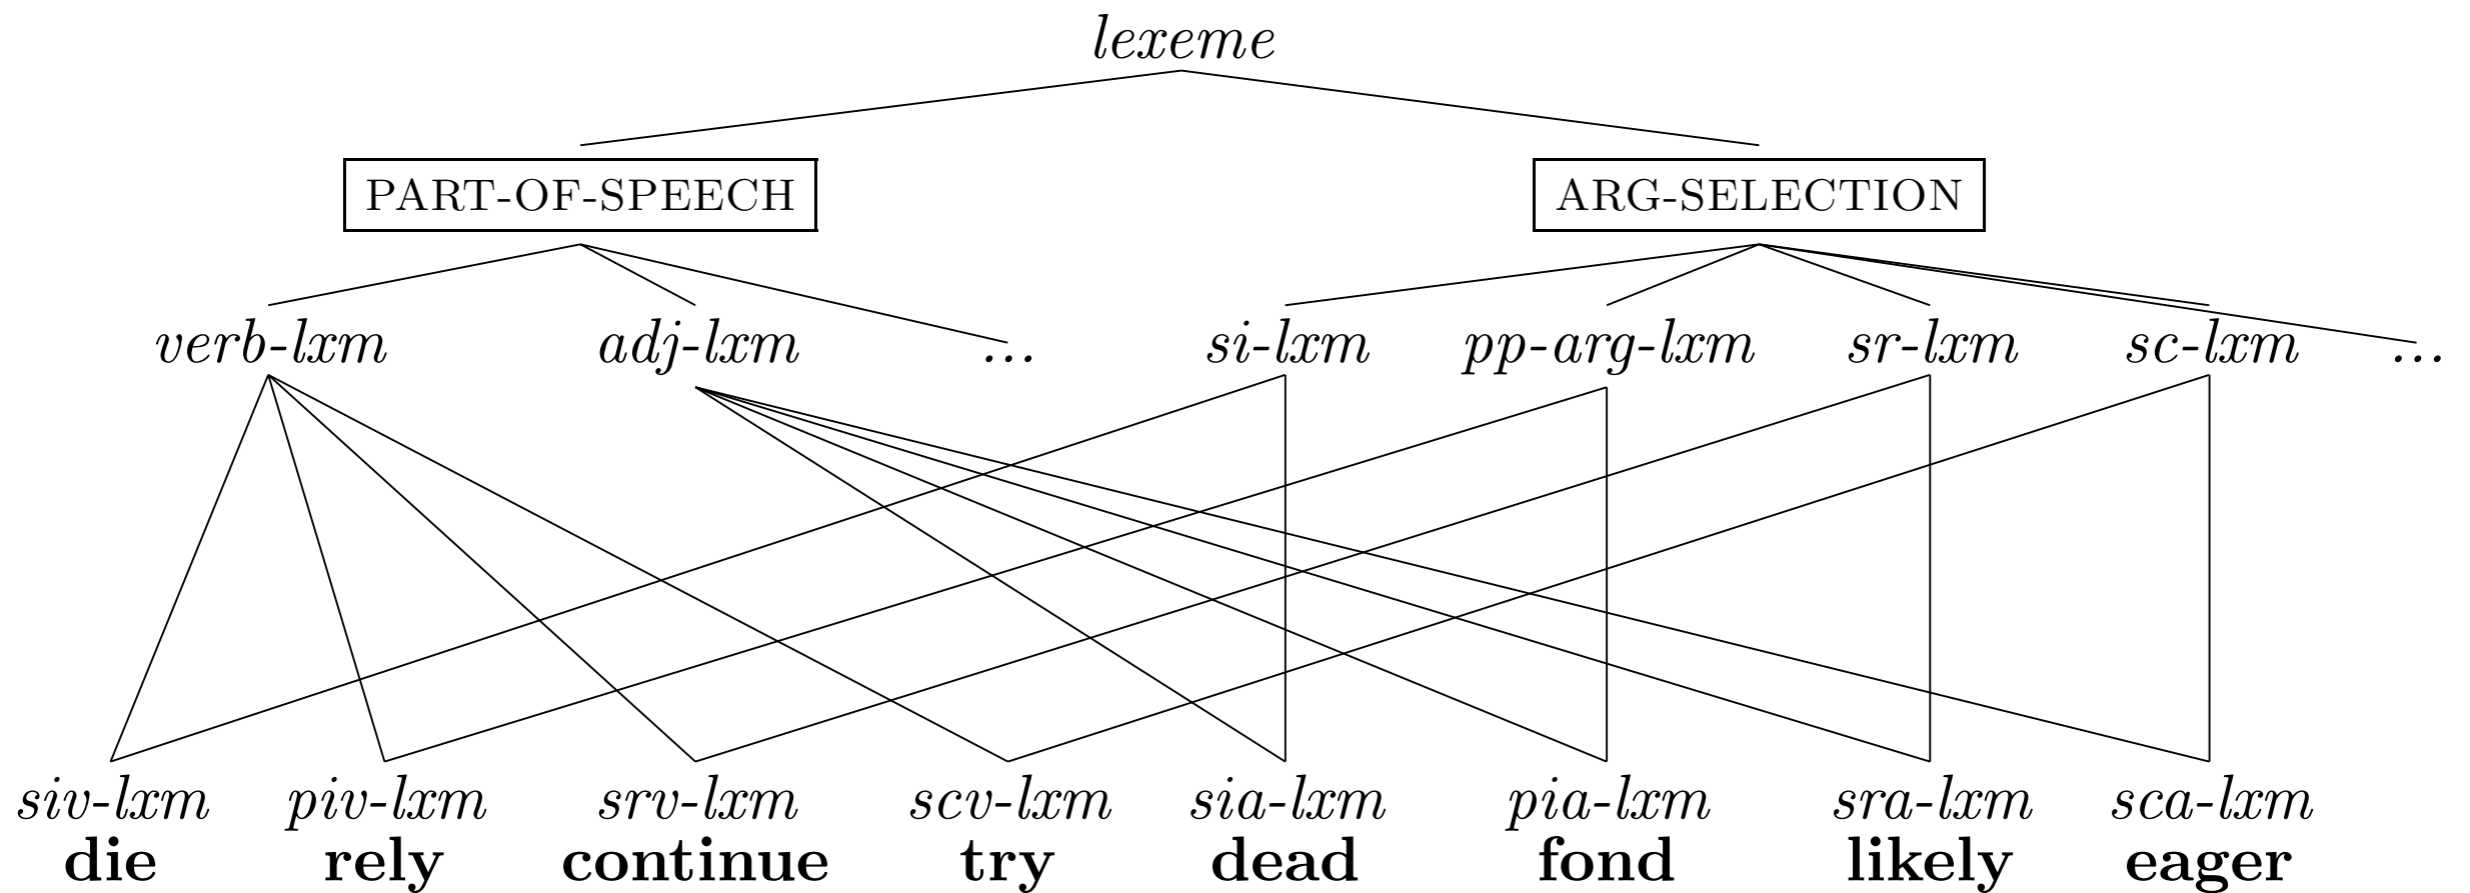 lexeme
PART-OF-SPEECH ARG-SELECTION
verb-lxm adj-lxm ... si-lxm pp-arg-lxm sr-lxm sc-lxm ...
siv-lxm piv-lxm srv-lxm scv-lxm sia-lxm pia-lxm sra-lxm sca-lxm
die rely continue try dead fond likely eager